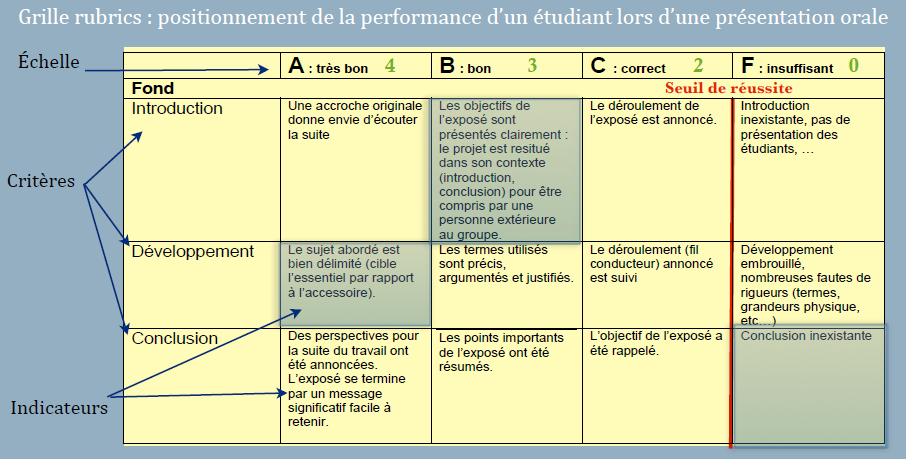 Grille rubrics : positionnement de la performance d'un étudiant lors d'une présentation orale
Échelle
A : très bon 4
B : bon 3
C : correct 2
F : insuffisant 0
Fond
Seuil de réussite
Critères
Introduction
Une accroche originale
donne envie d'écouter
la suite
Les objectifs de
l'exposé sont
présentés clairement :
le projet est resitué
dans son contexte
(introduction,
conclusion) pour être
compris par une
personne extérieure
au groupe.
Le déroulement de
l'exposé est annoncé.
Introduction
inexistante, pas de
présentation des
étudiants, …
Développement
Le sujet abordé est
bien délimité (cible
l'essentiel par rapport
à l'accessoire).
Les termes utilisés
sont précis,
argumentés et justifiés.
Le déroulement (fil
conducteur) annoncé
est suivi
Développement
embrouillé,
nombreuses fautes de
rigueurs (termes,
grandeurs physique,
etc…)
Conclusion
Des perspectives pour
la suite du travail ont
été annoncées.
L'exposé se termine
par un message
significatif facile à
retenir.
Les points importants
de l'exposé ont été
résumés.
L'objectif de l'exposé a
été rappelé.
Conclusion inexistante
Indicateurs